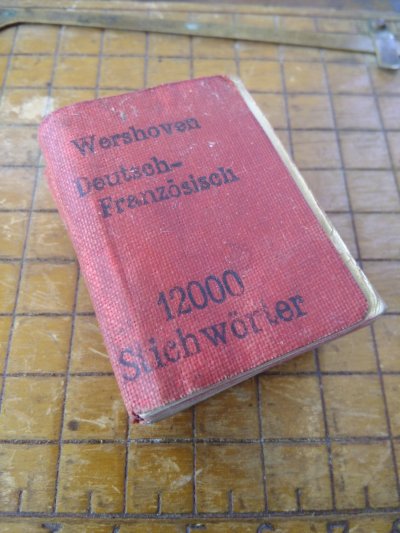 Wershoven
Deutsch-
Französisch
12000
Stichwörter